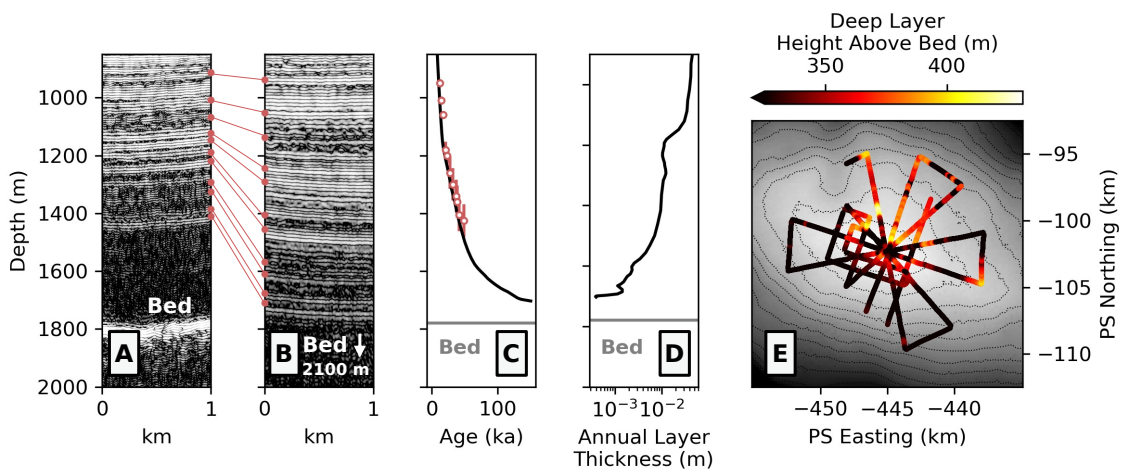 Deep Layer
Height Above Bed (m)
350 400
Depth (m)
1000
1200
1400
1600
1800
2000
Bed
A
0 1
km
B
Bed ↓
2100 m
0 1
km
Bed
C
0 100
Age (ka)
Bed
D
10⁻³ 10⁻²
Annual Layer
Thickness (m)
E
−450 −445 −440
PS Easting (km)
−95
−100
−105
−110
PS Northing (km)